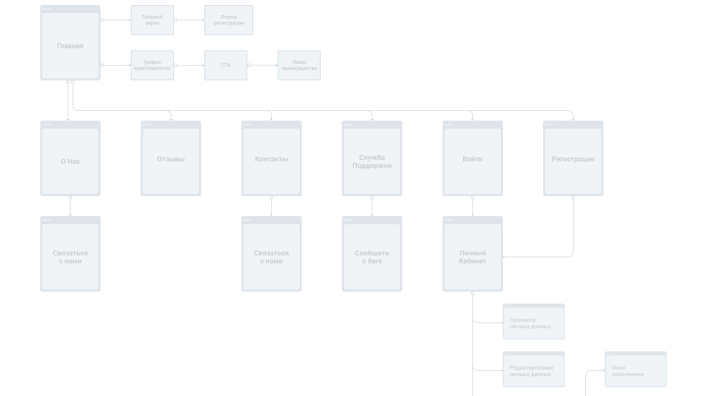 Главная
Главный
экран
Форма
регистрации
График
криптовалюты
СТА
Наши
преимущества
О Нас
Отзывы
Контакты
Служба
Поддержки
Войти
Регистрация
Связаться
с нами
Связаться
с нами
Сообщить
о баге
Личный
Кабинет
Просмотр
личных данных
Редактирование
личных данных
Окно
пополнения